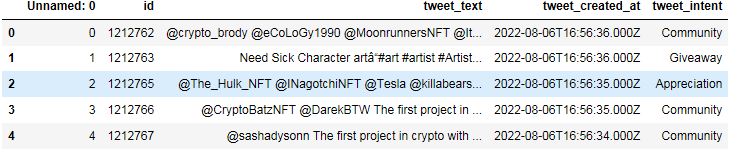 Unnamed: 0 id tweet_text tweet_created_at tweet_intent
0 0 1212762 @crypto_brody @eCoLoGy1990 @MoonrunnersNFT @It... 2022-08-06T16:56:36.000Z Community
1 1 1212763 Need Sick Character artâ“#art #artist #Artist... 2022-08-06T16:56:36.000Z Giveaway
2 2 1212765 @The_Hulk_NFT @INagotchiNFT @Tesla @killabears... 2022-08-06T16:56:35.000Z Appreciation
3 3 1212766 @CryptoBatzNFT @DarekBTW The first project in ... 2022-08-06T16:56:35.000Z Community
4 4 1212767 @sashadysonn The first project in crypto with ... 2022-08-06T16:56:34.000Z Community